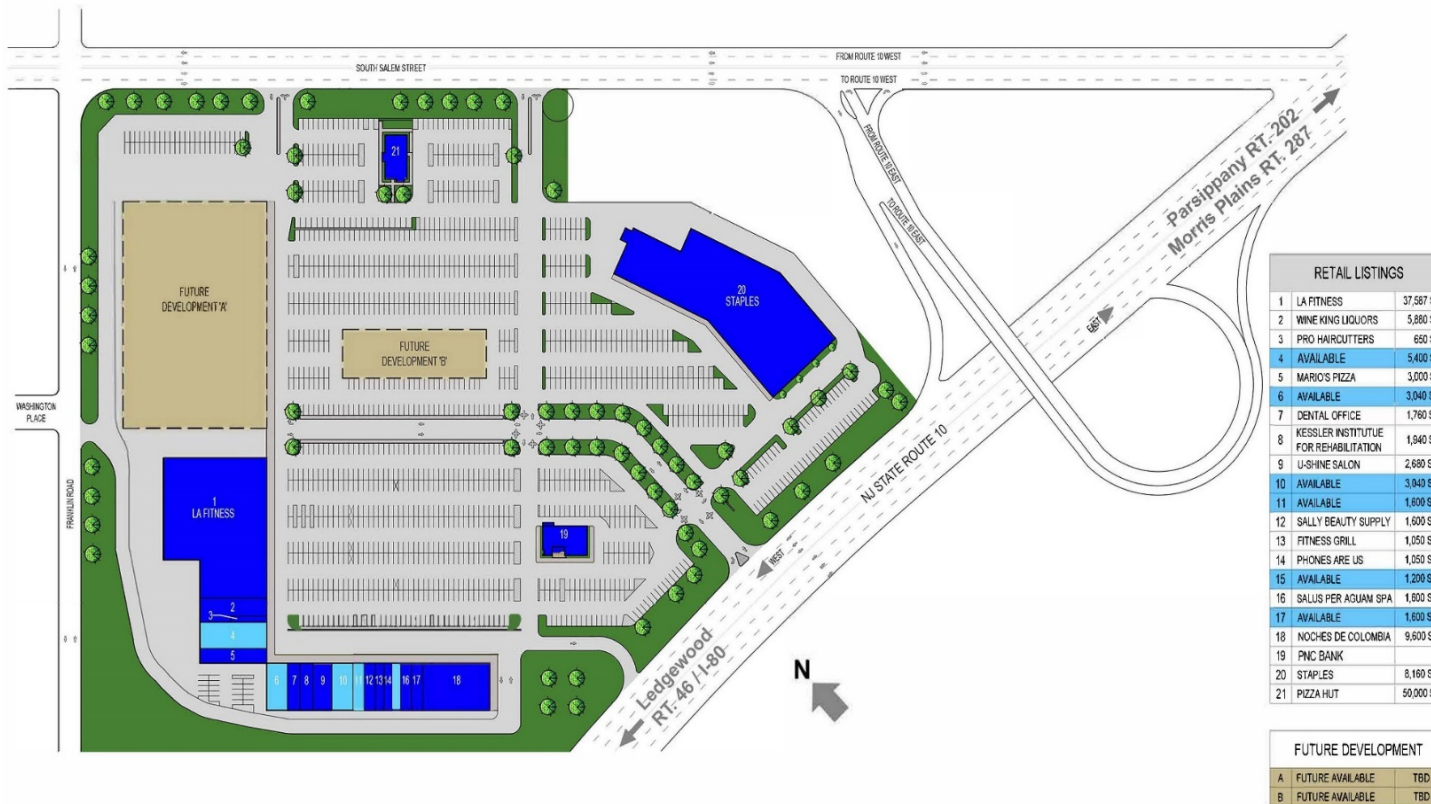 FROM ROUTE 10 WEST
SOUTH SALEM STREET
TO ROUTE 10 WEST
FROM ROUTE 10 EAST
TO ROUTE 10 EAST
Parsippany RT. 202
Morris Plains RT. 287
21
FUTURE
DEVELOPMENT 'A'
20
STAPLES
FUTURE
DEVELOPMENT 'B'
EAST
WASHINGTON
PLACE
FRANKLIN ROAD
NJ STATE ROUTE 10
1
LA FITNESS
19
WEST
2
3
4
5
6 7 8 9 10 11 12 13 14 16 17 18
Ledgewood
RT. 46 / I-80
N
RETAIL LISTINGS
1 LA FITNESS 37,587 S
2 WINE KING LIQUORS 5,880 S
3 PRO HAIRCUTTERS 650 S
4 AVAILABLE 5,400 S
5 MARIO'S PIZZA 3,000 S
6 AVAILABLE 3,040 S
7 DENTAL OFFICE 1,760 S
8 KESSLER INSTITUTUE
FOR REHABILITATION 1,940 S
9 U-SHINE SALON 2,680 S
10 AVAILABLE 3,040 S
11 AVAILABLE 1,600 S
12 SALLY BEAUTY SUPPLY 1,600 S
13 FITNESS GRILL 1,050 S
14 PHONES ARE US 1,050 S
15 AVAILABLE 1,200 S
16 SALUS PER AGUAM SPA 1,600 S
17 AVAILABLE 1,600 S
18 NOCHES DE COLOMBIA 9,600 S
19 PNC BANK
20 STAPLES 8,160 S
21 PIZZA HUT 50,000 S
FUTURE DEVELOPMENT
A FUTURE AVAILABLE TBD
B FUTURE AVAILABLE TBD